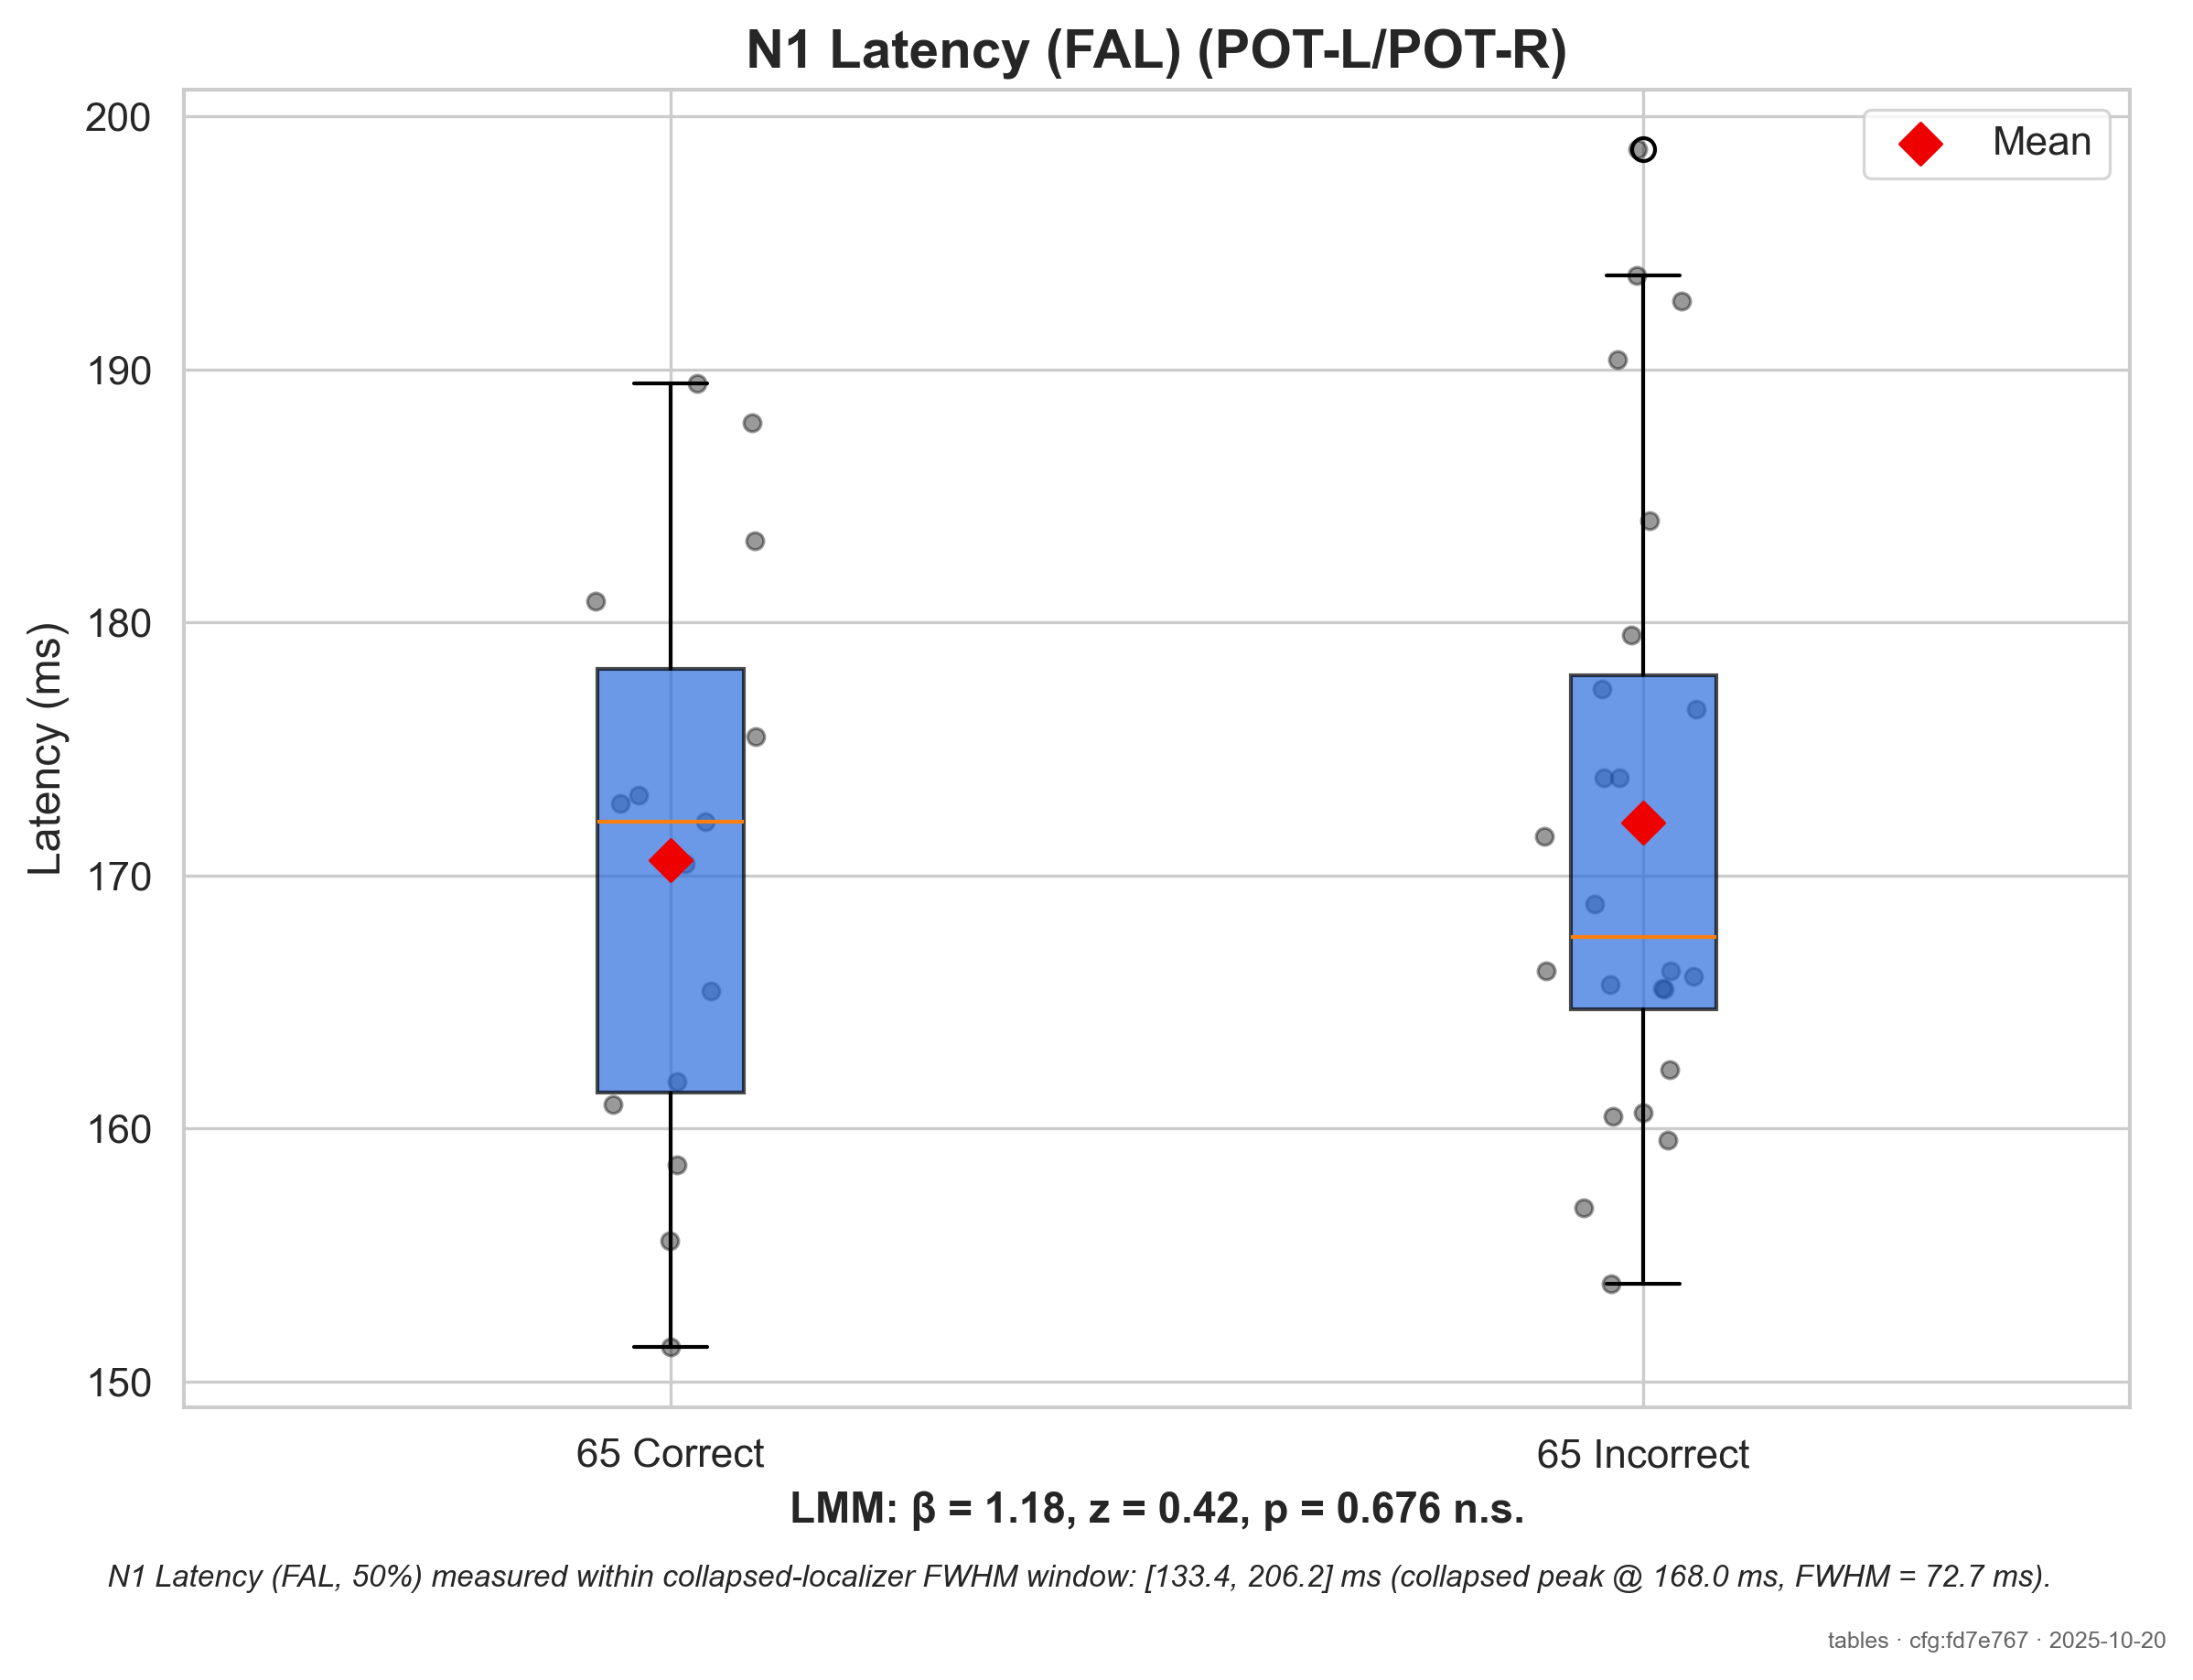 N1 Latency (FAL) (POT-L/POT-R)
Mean
200
190
180
170
160
150
Latency (ms)
65 Correct
65 Incorrect
LMM: β = 1.18, z = 0.42, p = 0.676 n.s.
N1 Latency (FAL, 50%) measured within collapsed-localizer FWHM window: [133.4, 206.2] ms (collapsed peak @ 168.0 ms, FWHM = 72.7 ms).
tables · cfg:fd7e767 · 2025-10-20